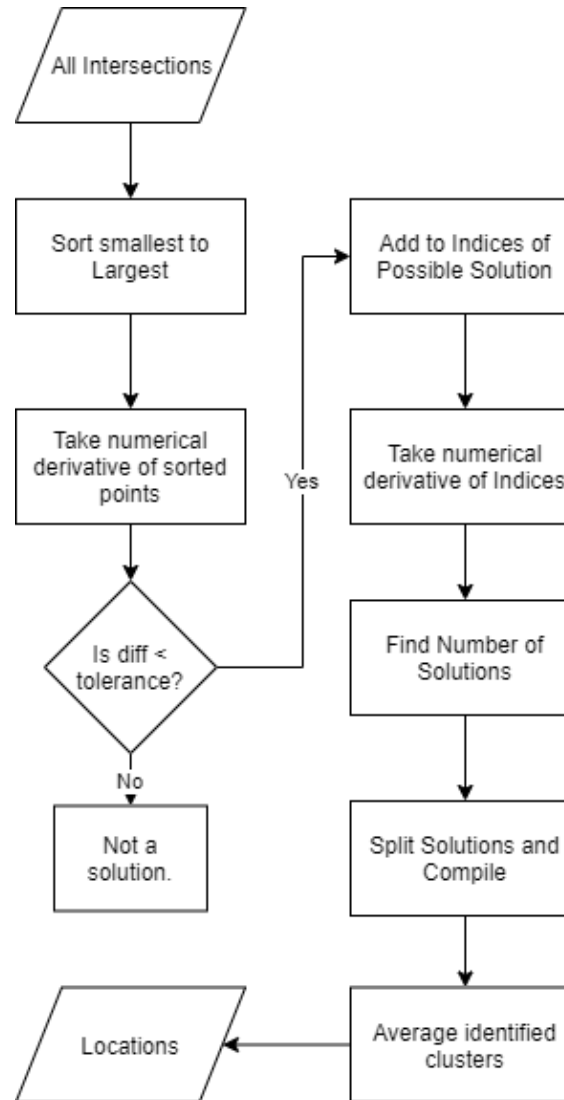 All Intersections
Sort smallest to
Largest
Take numerical
derivative of sorted
points
Is diff <
tolerance?
No
Not a
solution.
Yes
Add to Indices of
Possible Solution
Take numerical
derivative of Indices
Find Number of
Solutions
Split Solutions and
Compile
Average identified
clusters
Locations